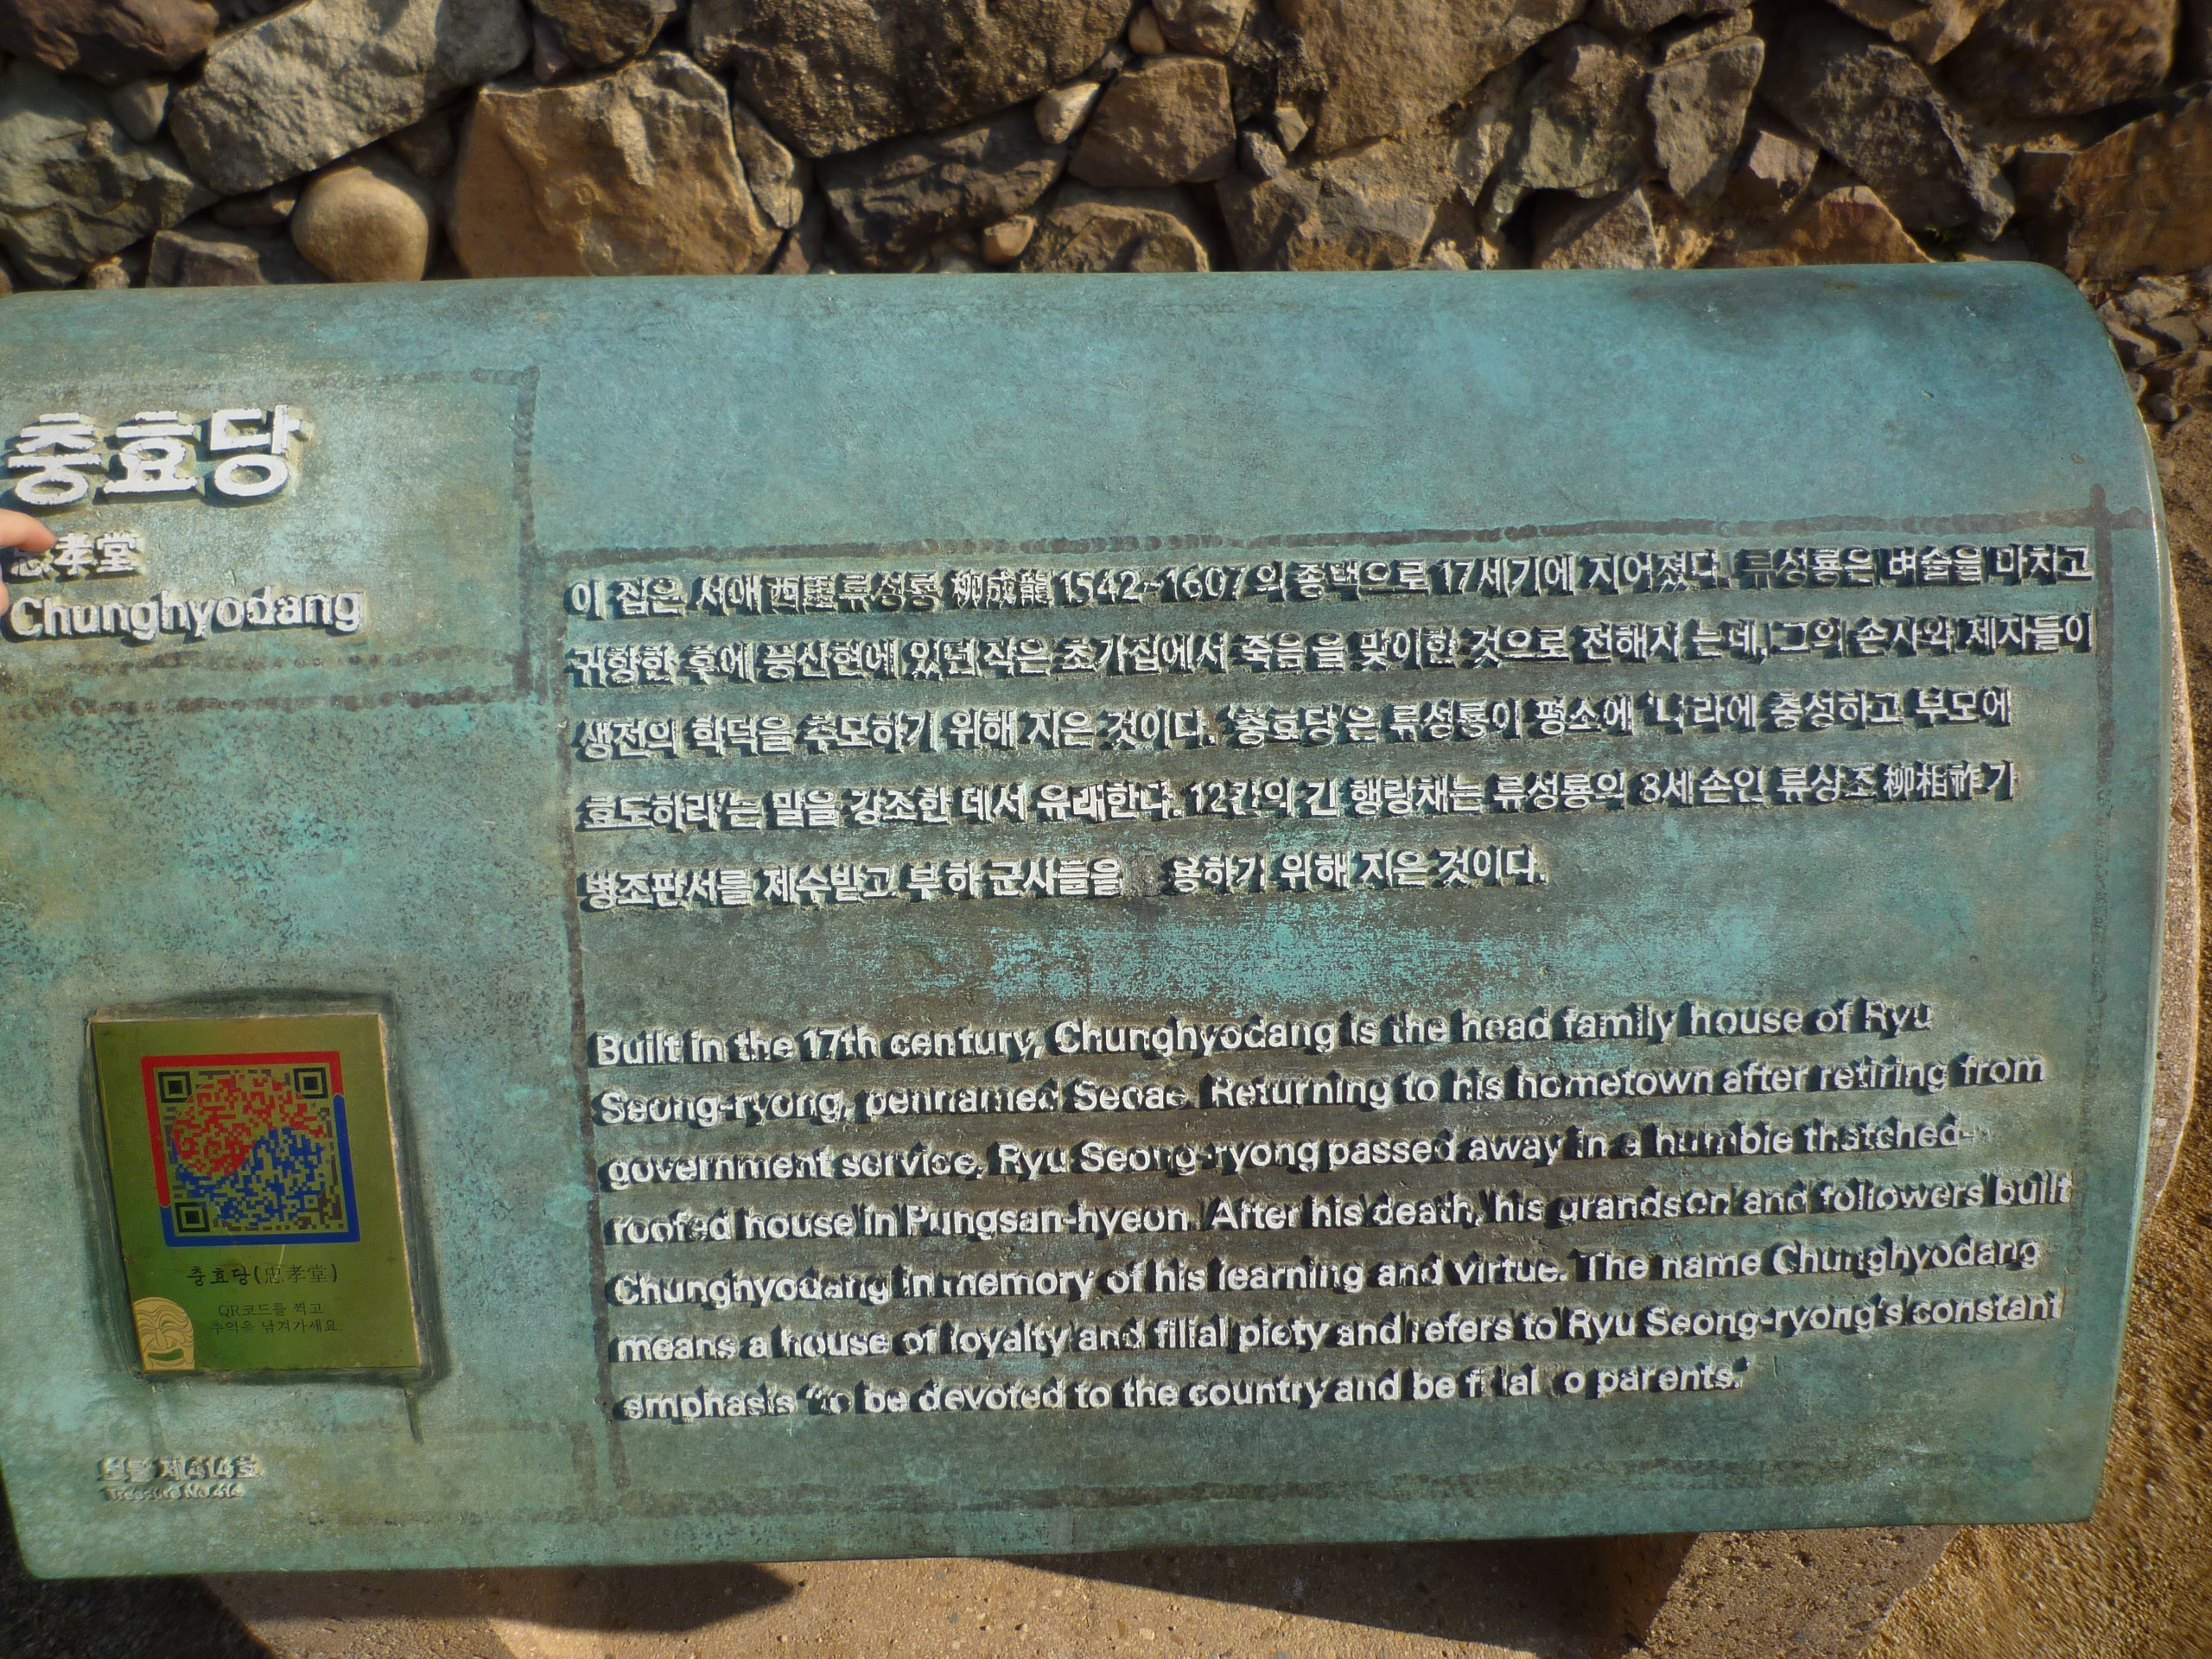 충효당
忠孝堂
Chunghyodang
이 집은 서애 西厓 류성룡 柳成龍 1542~1607의 종택으로 17세기에 지어졌다. 류성룡은 벼슬을 마치고
귀향한 후에 풍산현에 있던 작은 초가집에서 죽음을 맞이한 것으로 전해지는데, 그의 손자와 제자들이
생전의 학덕을 추모하기 위해 지은 것이다. '충효당'은 류성룡이 평소에 '나라에 충성하고 부모에
효도하라'는 말을 강조한 데서 유래한다. 12칸의 긴 행랑채는 류성룡의 8세손인 류상조 柳相祚가
병조판서를 제수받고 부하 군사들을 용하기 위해 지은 것이다.
Built in the 17th century, Chunghyodang is the head family house of Ryu
Seong-ryong, pennamed Seoae. Returning to his hometown after retiring from
government service, Ryu Seong-ryong passed away in a humble thatched-
roofed house in Pungsan-hyeon. After his death, his grandson and followers built
Chunghyodang in memory of his learning and virtue. The name Chunghyodang
means a house of loyalty and filial piety and refers to Ryu Seong-ryong's constant
emphasis "to be devoted to the country and be fi ial o parents."
충효당(忠孝堂)
QR코드를 찍고
추억을 남겨가세요
보물 제414호
Treasure No.414